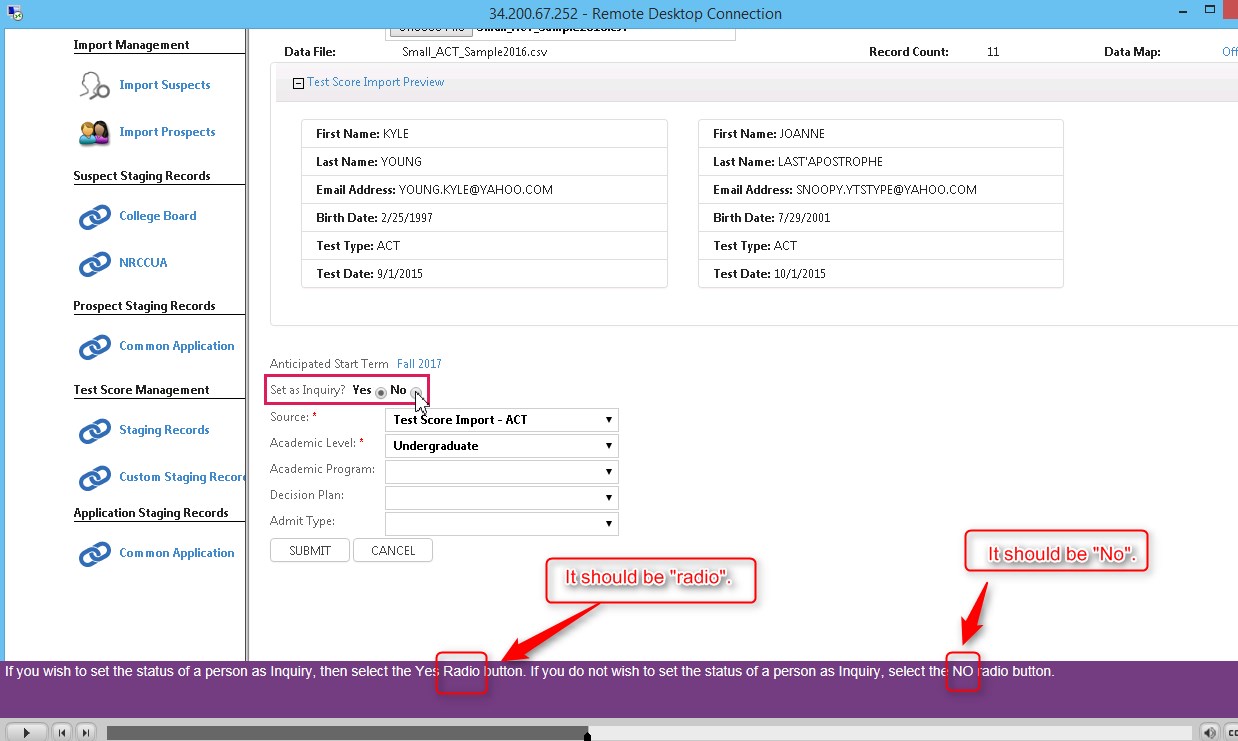 34.200.67.252 - Remote Desktop Connection
Import Management
Import Suspects
Import Prospects
Suspect Staging Records
College Board
NRCCUA
Prospect Staging Records
Common Application
Test Score Management
Staging Records
Custom Staging Recor
Application Staging Records
Common Application
Data File: Small_ACT_Sample2016.csv Record Count: 11 Data Map: Off
Test Score Import Preview
First Name: KYLE
Last Name: YOUNG
Email Address: YOUNG.KYLE@YAHOO.COM
Birth Date: 2/25/1997
Test Type: ACT
Test Date: 9/1/2015
First Name: JOANNE
Last Name: LAST'APOSTROPHE
Email Address: SNOOPY.YTSTYPE@YAHOO.COM
Birth Date: 7/29/2001
Test Type: ACT
Test Date: 10/1/2015
Anticipated Start Term Fall 2017
Set as Inquiry? Yes No
Source: * Test Score Import - ACT
Academic Level: * Undergraduate
Academic Program:
Decision Plan:
Admit Type:
SUBMIT CANCEL
It should be "radio".
It should be "No".
If you wish to set the status of a person as Inquiry, then select the Yes Radio button. If you do not wish to set the status of a person as Inquiry, select the NO radio button.